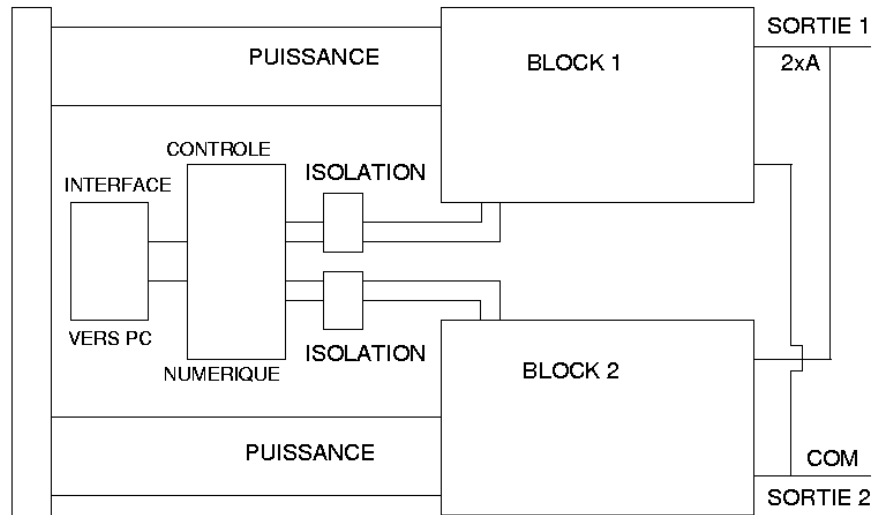 SORTIE 1
PUISSANCE
BLOCK 1
2xA
CONTROLE
ISOLATION
INTERFACE
VERS PC
ISOLATION
NUMERIQUE
BLOCK 2
PUISSANCE
COM
SORTIE 2